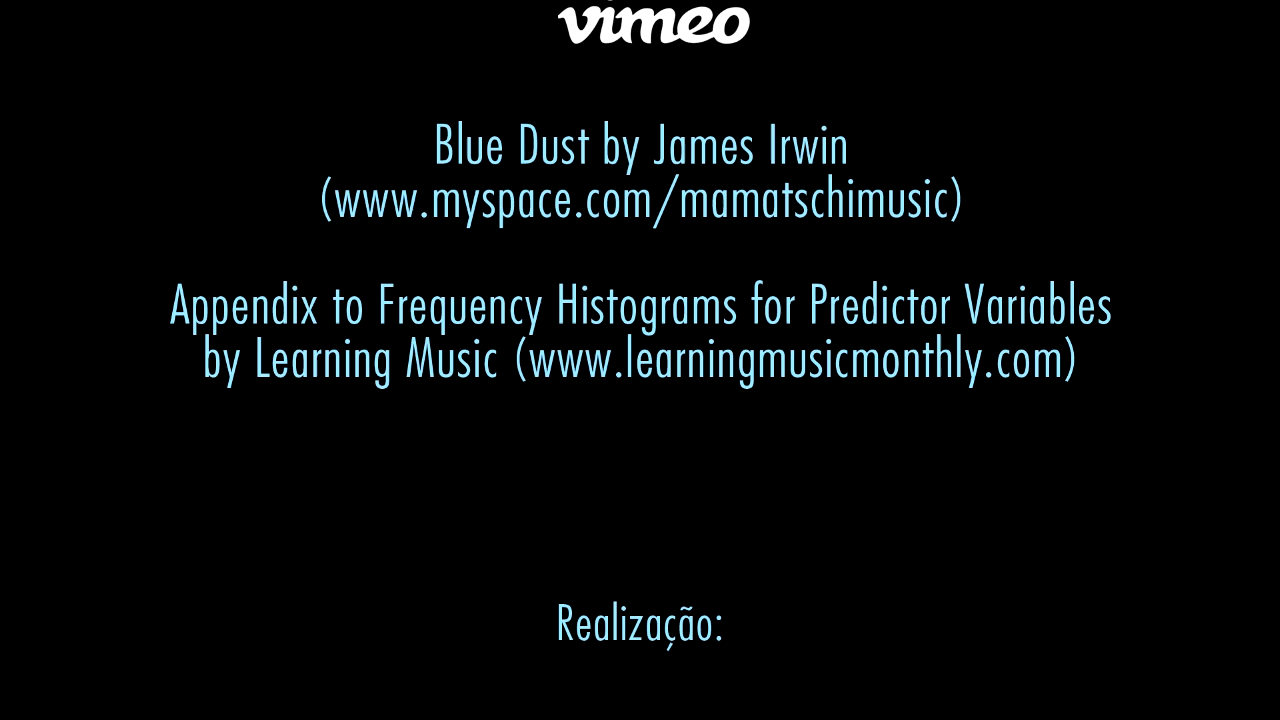 vimeo
Blue Dust by James Irwin
(www.myspace.com/mamatschimusic)
Appendix to Frequency Histograms for Predictor Variables
by Learning Music (www.learningmusicmonthly.com)
Realização: